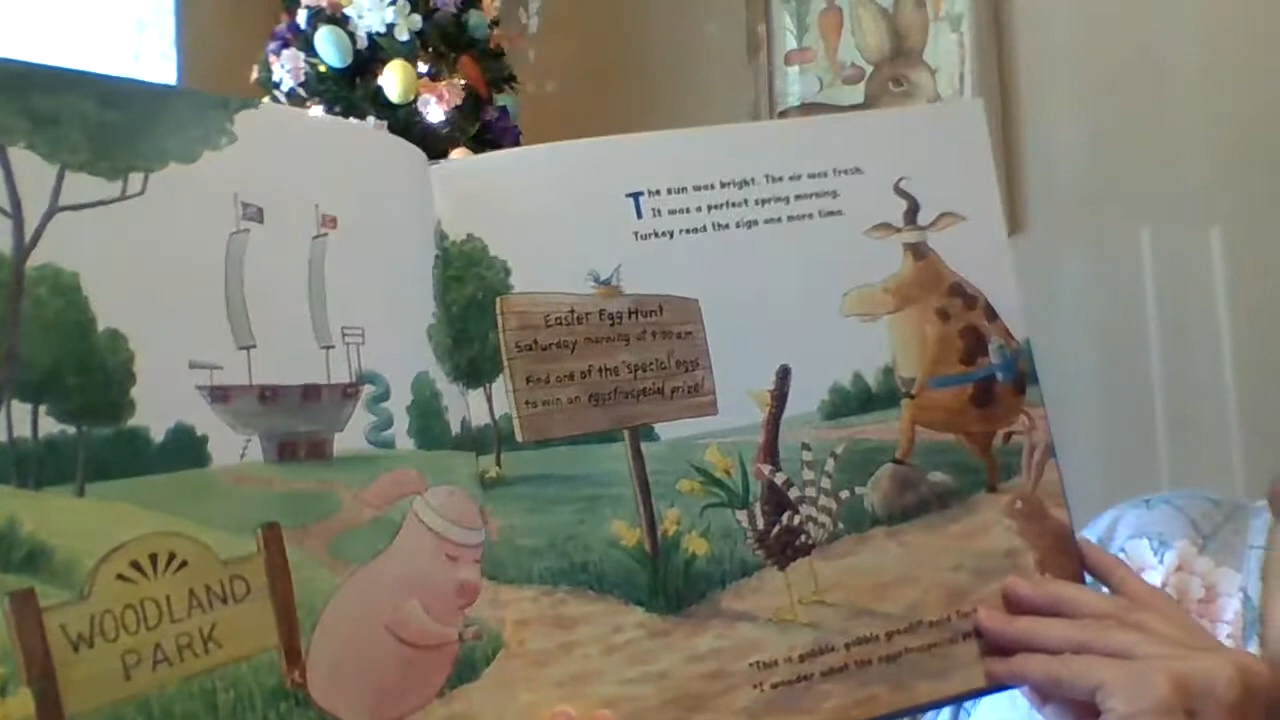 The sun was bright. The air was fresh.
It was a perfect spring morning.
Turkey read the sign one more time.
Easter Egg Hunt
Saturday morning at 9:00 a.m.
Find one of the "special" eggs
to win an eggstraspecial prize!
WOODLAND
PARK
"This is gobble, gobble great!" said
"I wonder what the eggstraspecial